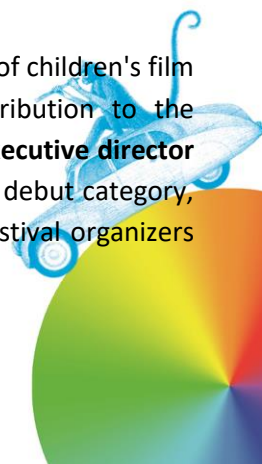 of children's film
ribution to the
ecutive director
debut category,
stival organizers